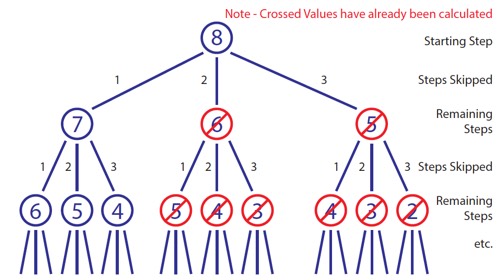 Note - Crossed Values have already been calculated
8
Starting Step
1 2 3
Steps Skipped
7 6 5
Remaining
Steps
1 2 3 1 2 3 1 2 3
Steps Skipped
6 5 4 5 4 3 4 3 2
Remaining
Steps
etc.